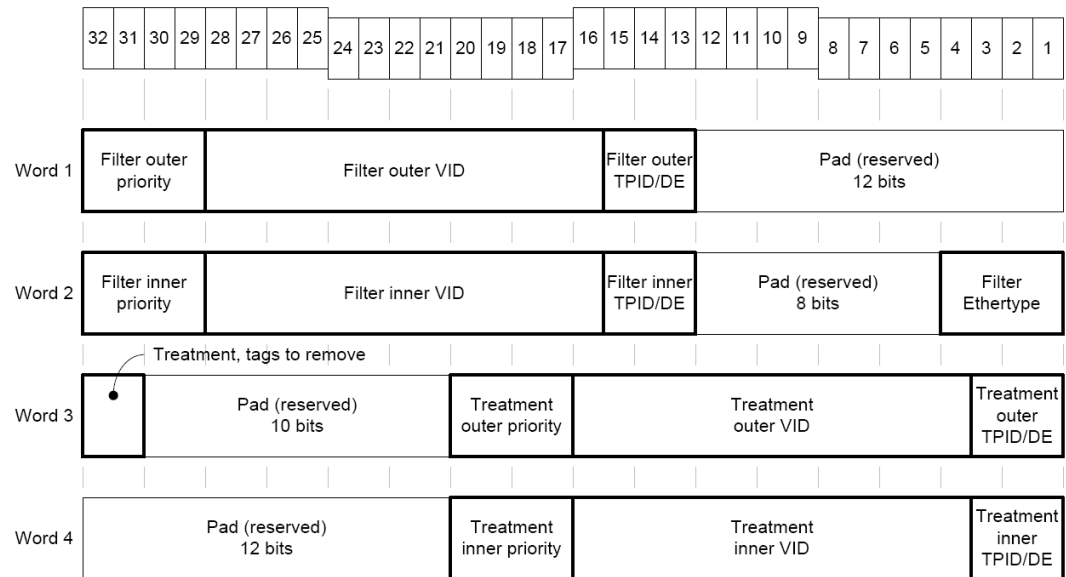 32 31 30 29 28 27 26 25 24 23 22 21 20 19 18 17 16 15 14 13 12 11 10 9 8 7 6 5 4 3 2 1
Word 1
Filter outer
priority
Filter outer VID
Filter outer
TPID/DE
Pad (reserved)
12 bits
Word 2
Filter inner
priority
Filter inner VID
Filter inner
TPID/DE
Pad (reserved)
8 bits
Filter
Ethertype
Treatment, tags to remove
Word 3
Pad (reserved)
10 bits
Treatment
outer priority
Treatment
outer VID
Treatment
outer
TPID/DE
Word 4
Pad (reserved)
12 bits
Treatment
inner priority
Treatment
inner VID
Treatment
inner
TPID/DE